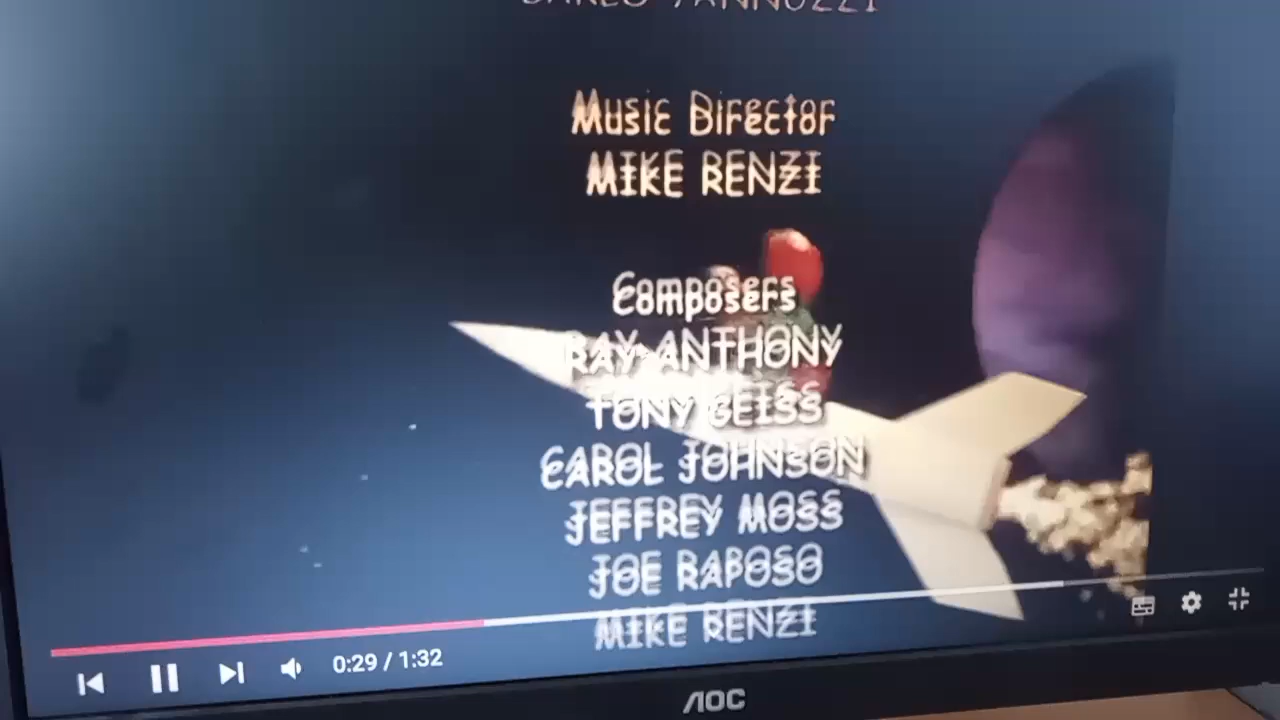 Music Director
MIKE RENZI
Composers
RAY ANTHONY
TONY GEISS
CAROL JOHNSON
JEFFREY MOSS
JOE RAPOSO
MIKE RENZI
0:29 / 1:32
AOC